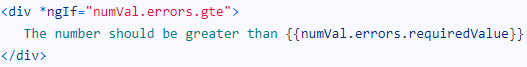 <div *ngIf="numVal.errors.gte">
The number should be greater than {{numVal.errors.requiredValue}}
</div>